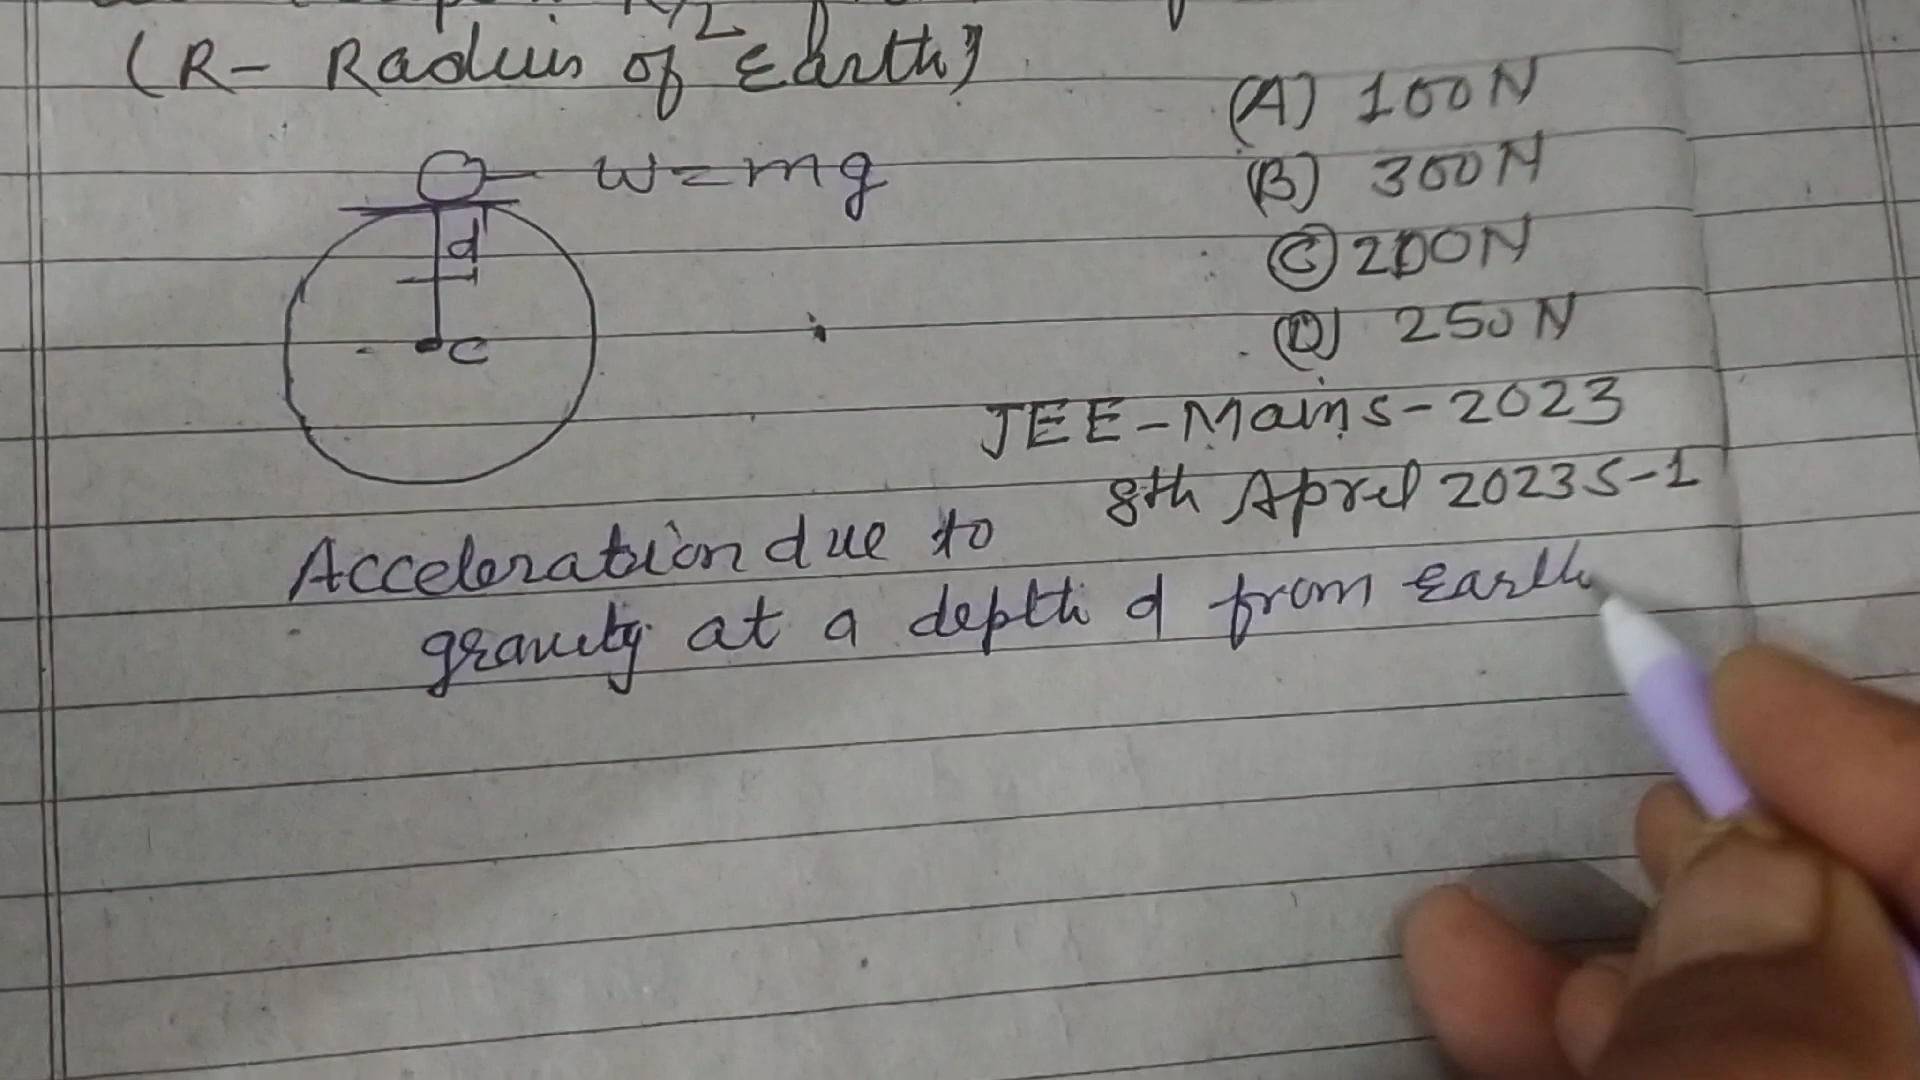 R/2
(R- Radius of Earth)
(A) 100N
W=mg
(B) 300N
d
(C) 200N
(D) 250N
C
JEE-Mains-2023
8th April 2023 S-1
Acceleration due to
gravity at a depth d from Earth